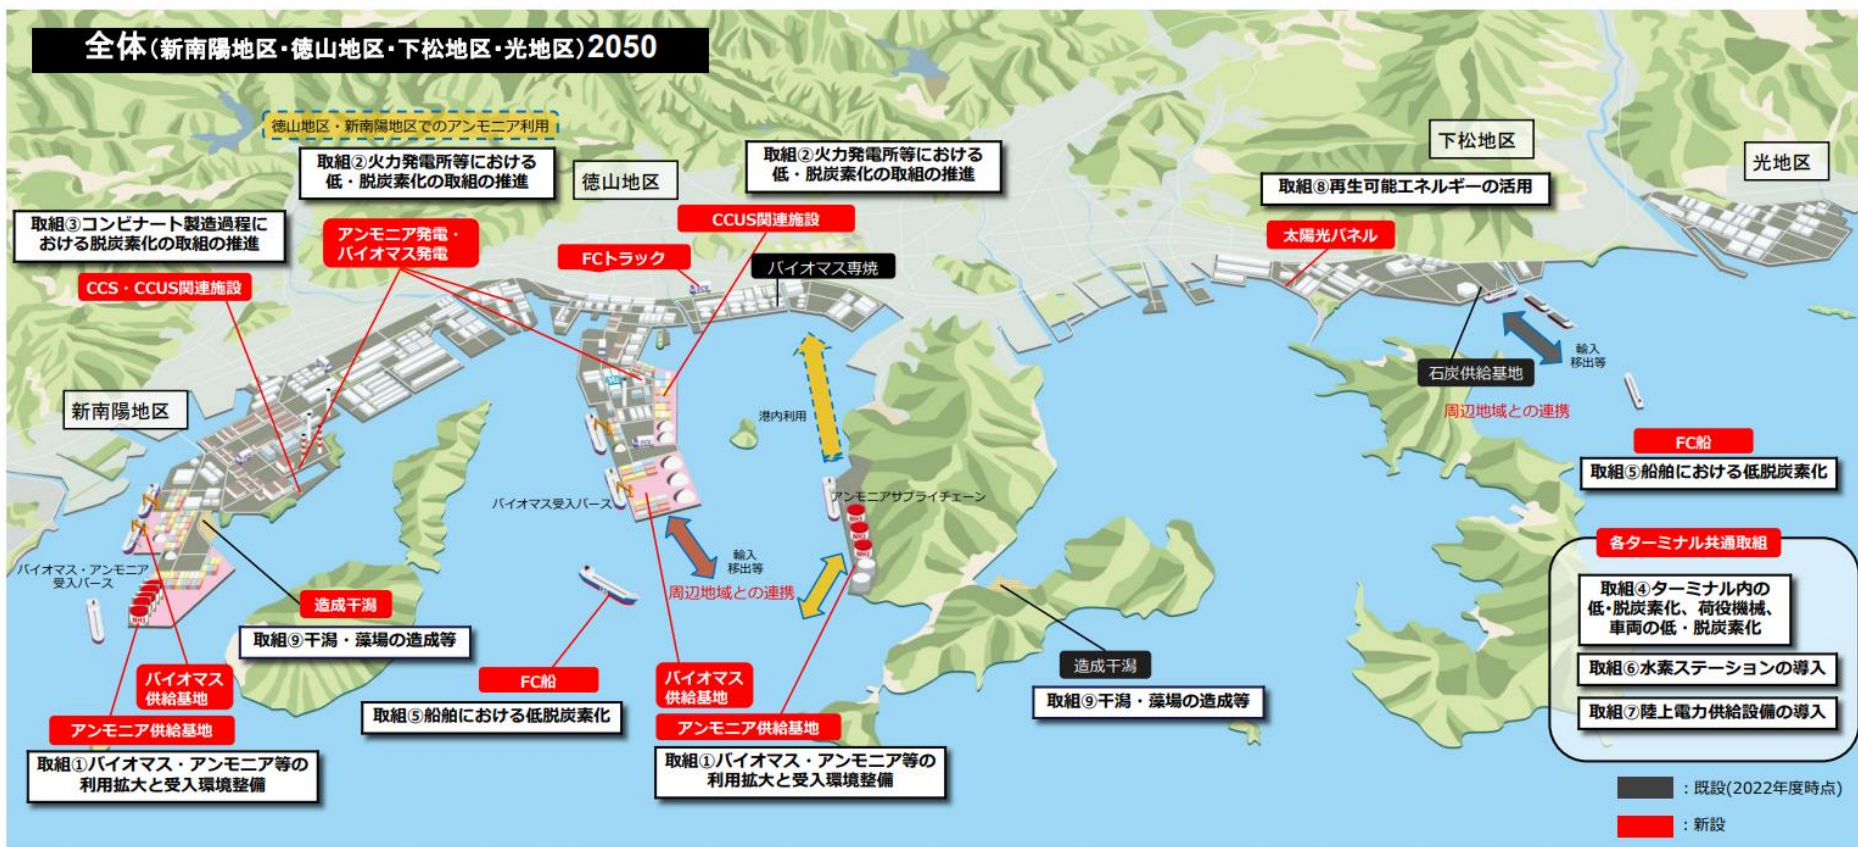 全体(新南陽地区・徳山地区・下松地区・光地区)2050
徳山地区・新南陽地区でのアンモニア利用
取組②火力発電所等における
低・脱炭素化の取組の推進
徳山地区
取組②火力発電所等における
低・脱炭素化の取組の推進
下松地区
光地区
取組⑧再生可能エネルギーの活用
取組③コンビナート製造過程に
おける脱炭素化の取組の推進
アンモニア発電・
バイオマス発電
CCUS関連施設
FCトラック
バイオマス専焼
太陽光パネル
CCS・CCUS関連施設
新南陽地区
港内利用
石炭供給基地
輸入
移出等
周辺地域との連携
FC船
取組⑤船舶における低脱炭素化
バイオマス受入バース
アンモニアサプライチェーン
NH3
NH3
NH3
バイオマス・アンモニア
受入バース
NH3
輸入
移出等
周辺地域との連携
造成干潟
取組⑨干潟・藻場の造成等
バイオマス
供給基地
アンモニア供給基地
取組①バイオマス・アンモニア等の
利用拡大と受入環境整備
FC船
取組⑤船舶における低脱炭素化
バイオマス
供給基地
アンモニア供給基地
取組①バイオマス・アンモニア等の
利用拡大と受入環境整備
造成干潟
取組⑨干潟・藻場の造成等
各ターミナル共通取組
取組④ターミナル内の
低・脱炭素化、荷役機械、
車両の低・脱炭素化
取組⑥水素ステーションの導入
取組⑦陸上電力供給設備の導入
：既設(2022年度時点)
：新設